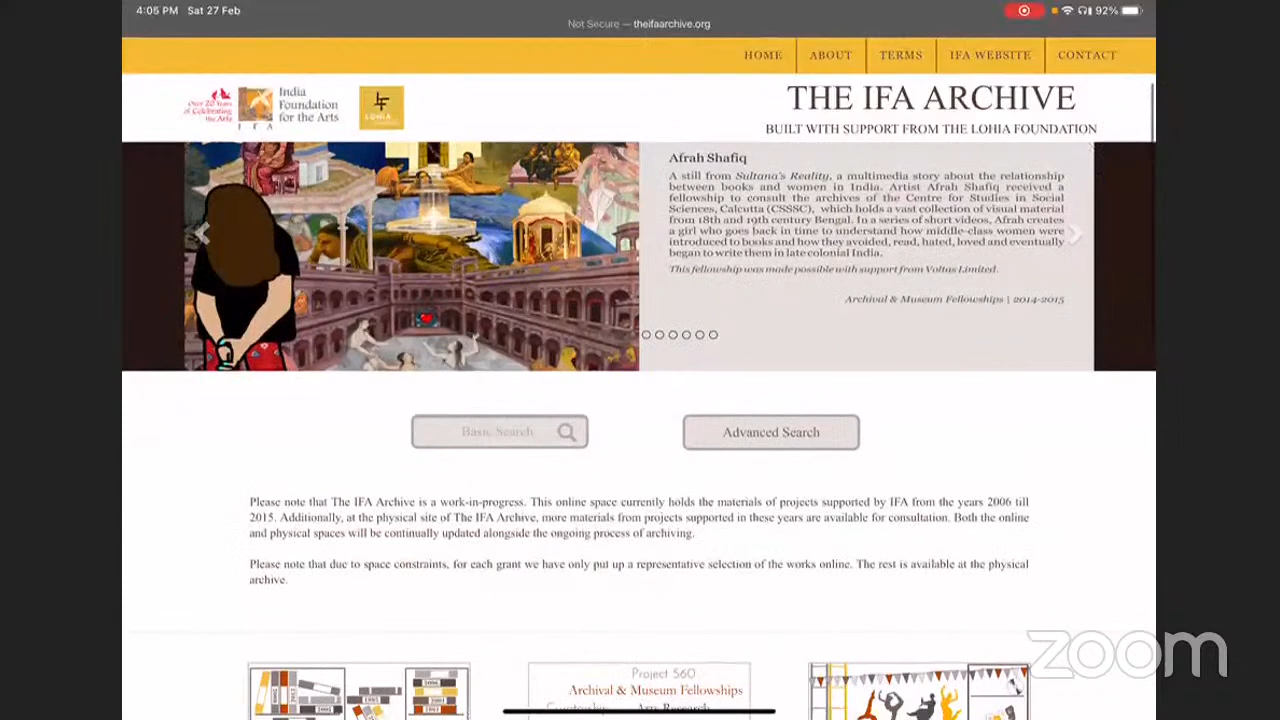 4:05 PM Sat 27 Feb
92%
Not Secure — theifaarchive.org
HOME ABOUT TERMS IFA WEBSITE CONTACT
Over 20 Years
of Celebrating
the Arts
I F A
India
Foundation
for the Arts
LOHIA
THE IFA ARCHIVE
BUILT WITH SUPPORT FROM THE LOHIA FOUNDATION
Afrah Shafiq
A still from Sultana's Reality, a multimedia story about the relationship
between books and women in India. Artist Afrah Shafiq received a
fellowship to consult the archives of the Centre for Studies in Social
Sciences, Calcutta (CSSSC), which holds a vast collection of visual material
from 18th and 19th century Bengal. In a series of short videos, Afrah creates
a girl who goes back in time to understand how middle-class women were
introduced to books and how they avoided, read, hated, loved and eventually
began to write them in late colonial India.
This fellowship was made possible with support from Voltas Limited.
Archival & Museum Fellowships | 2014-2015
Basic Search
Advanced Search
Please note that The IFA Archive is a work-in-progress. This online space currently holds the materials of projects supported by IFA from the years 2006 till
2015. Additionally, at the physical site of The IFA Archive, more materials from projects supported in these years are available for consultation. Both the online
and physical spaces will be continually updated alongside the ongoing process of archiving.
Please note that due to space constraints, for each grant we have only put up a representative selection of the works online. The rest is available at the physical
archive.
Project 560
Archival & Museum Fellowships
Arts Research
zoom